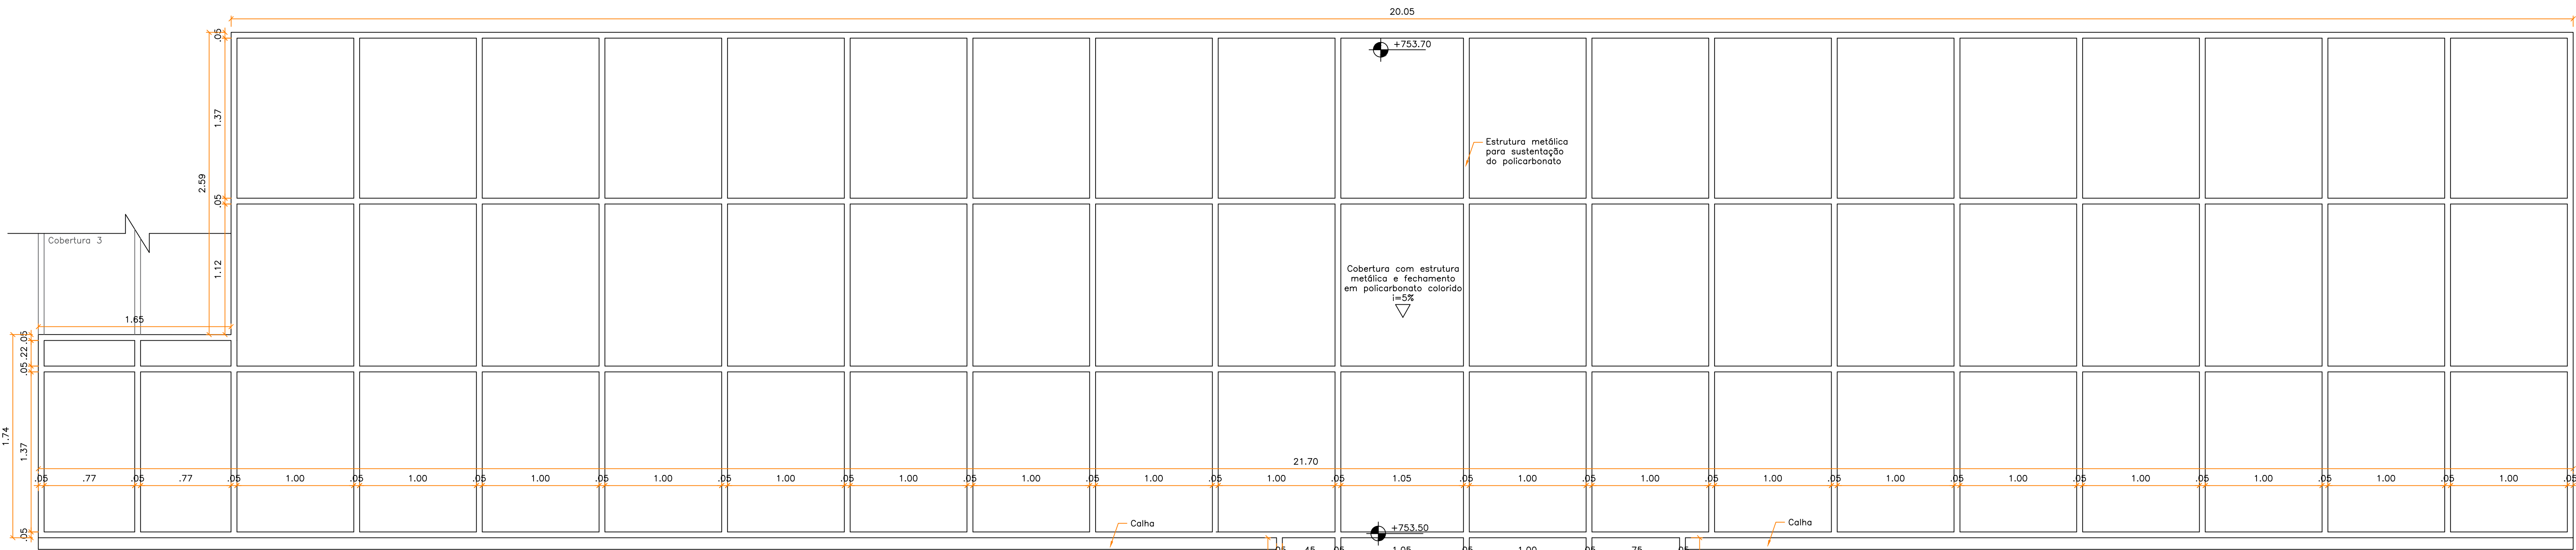 20.05
.05
+753.70
1.37
Estrutura metálica
para sustentação
do policarbonato
2.59
.05
Cobertura 3
1.12
Cobertura com estrutura
metálica e fechamento
em policarbonato colorido
i=5%
1.65
.05
.22
.05
1.74
1.37
21.70
.05 .77 .05 .77 .05 1.00 .05 1.00 .05 1.00 .05 1.00 .05 1.00 .05 1.00 .05 1.00 .05 1.00 .05 1.00 .05 1.05 .05 1.00 .05 1.00 .05 1.00 .05 1.00 .05 1.00 .05 1.00 .05 1.00 .05 1.00 .05 1.00 .05
Calha
Calha
+753.50
.05